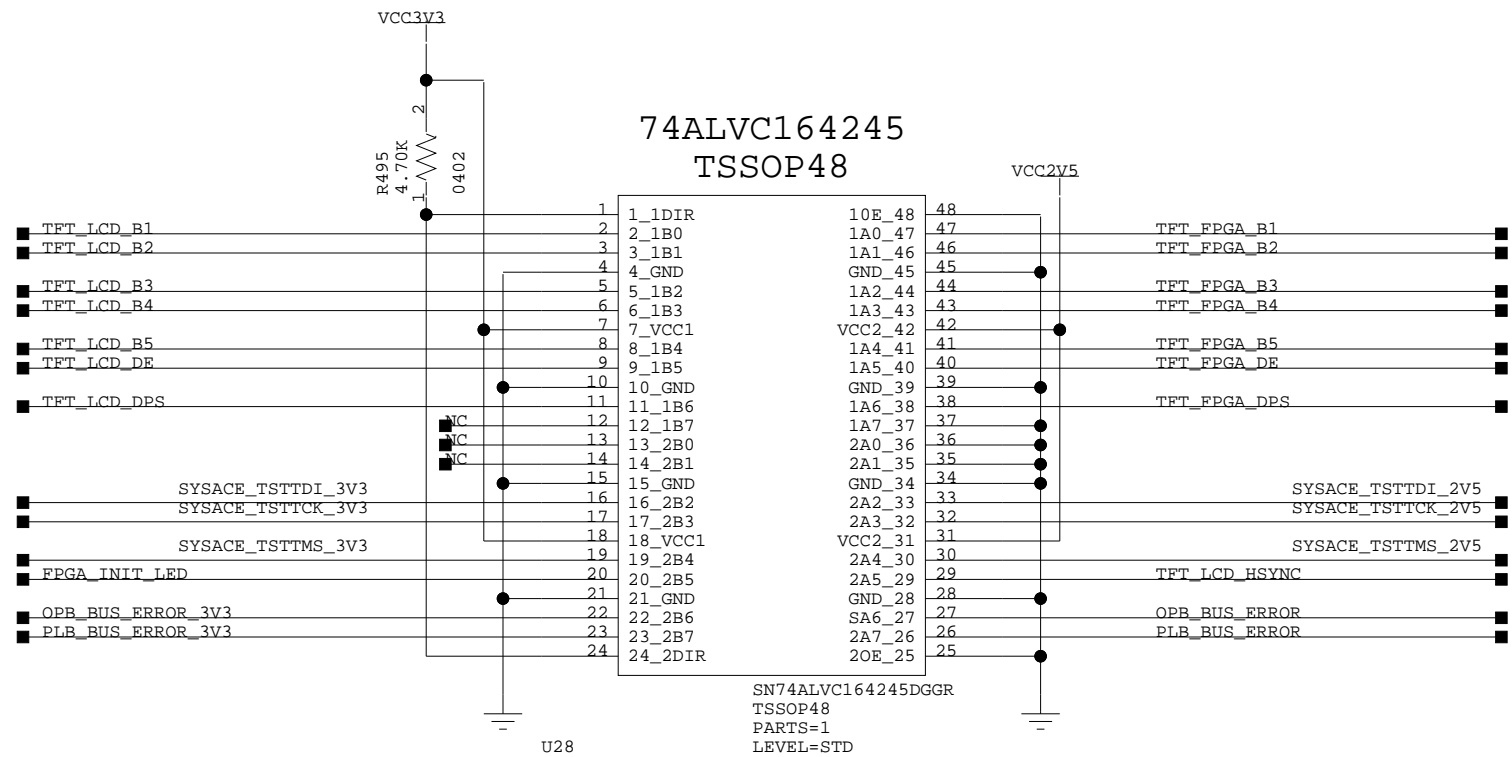 VCC3V3
2
R495
4.70K
0402
1
74ALVC164245
TSSOP48
VCC2V5
1 1_1DIR 1OE_48 48
TFT_LCD_B1 2 2_1B0 1A0_47 47 TFT_FPGA_B1
TFT_LCD_B2 3 3_1B1 1A1_46 46 TFT_FPGA_B2
4 4_GND GND_45 45
TFT_LCD_B3 5 5_1B2 1A2_44 44 TFT_FPGA_B3
TFT_LCD_B4 6 6_1B3 1A3_43 43 TFT_FPGA_B4
7 7_VCC1 VCC2_42 42
TFT_LCD_B5 8 8_1B4 1A4_41 41 TFT_FPGA_B5
TFT_LCD_DE 9 9_1B5 1A5_40 40 TFT_FPGA_DE
10 10_GND GND_39 39
TFT_LCD_DPS 11 11_1B6 1A6_38 38 TFT_FPGA_DPS
NC 12 12_1B7 1A7_37 37
NC 13 13_2B0 2A0_36 36
NC 14 14_2B1 2A1_35 35
15 15_GND GND_34 34
SYSACE_TSTTDI_3V3 16 16_2B2 2A2_33 33 SYSACE_TSTTDI_2V5
SYSACE_TSTTCK_3V3 17 17_2B3 2A3_32 32 SYSACE_TSTTCK_2V5
18 18_VCC1 VCC2_31 31
SYSACE_TSTTMS_3V3 19 19_2B4 2A4_30 30 SYSACE_TSTTMS_2V5
FPGA_INIT_LED 20 20_2B5 2A5_29 29 TFT_LCD_HSYNC
21 21_GND GND_28 28
OPB_BUS_ERROR_3V3 22 22_2B6 SA6_27 27 OPB_BUS_ERROR
PLB_BUS_ERROR_3V3 23 23_2B7 2A7_26 26 PLB_BUS_ERROR
24 24_2DIR 2OE_25 25
SN74ALVC164245DGGR
TSSOP48
PARTS=1
LEVEL=STD
U28